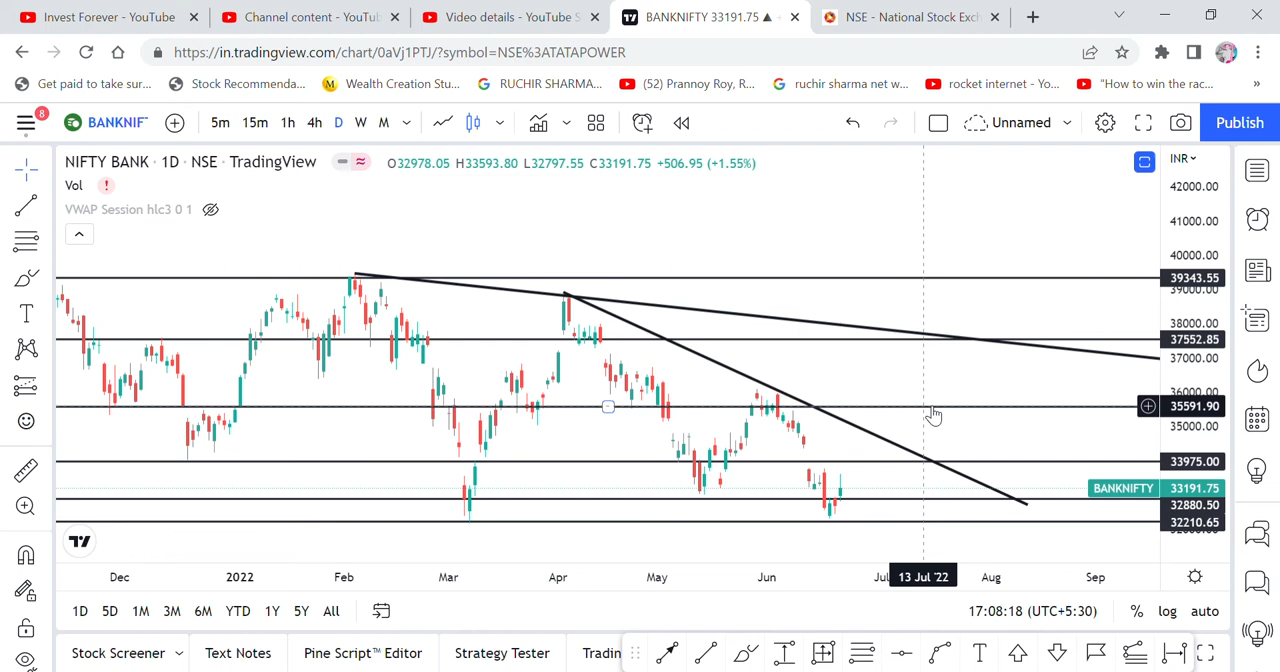 Invest Forever - YouTube
Channel content - YouTu
Video details - YouTube S
BANKNIFTY 33191.75 ▲
NSE - National Stock Exch
https://in.tradingview.com/chart/0aVj1PTJ/?symbol=NSE%3ATATAPOWER
Get paid to take sur...
Stock Recommenda...
Wealth Creation Stu...
RUCHIR SHARMA...
(52) Prannoy Roy, R...
ruchir sharma net w...
rocket internet - Yo...
"How to win the rac...
»
8
BANKNIF
5m 15m 1h 4h D W M
Unnamed
Publish
NIFTY BANK · 1D · NSE · TradingView
O32978.05 H33593.80 L32797.55 C33191.75 +506.95 (+1.55%)
INR
Vol !
VWAP Session hlc3 0 1
42000.00
41000.00
40000.00
39343.55
39000.00
38000.00
37552.85
37000.00
36000.00
35591.90
35000.00
33975.00
BANKNIFTY 33191.75
32880.50
32210.65
Dec 2022 Feb Mar Apr May Jun Jul 13 Jul '22 Aug Sep
1D 5D 1M 3M 6M YTD 1Y 5Y All
17:08:18 (UTC+5:30) % log auto
Stock Screener Text Notes Pine Script™ Editor Strategy Tester Tradin